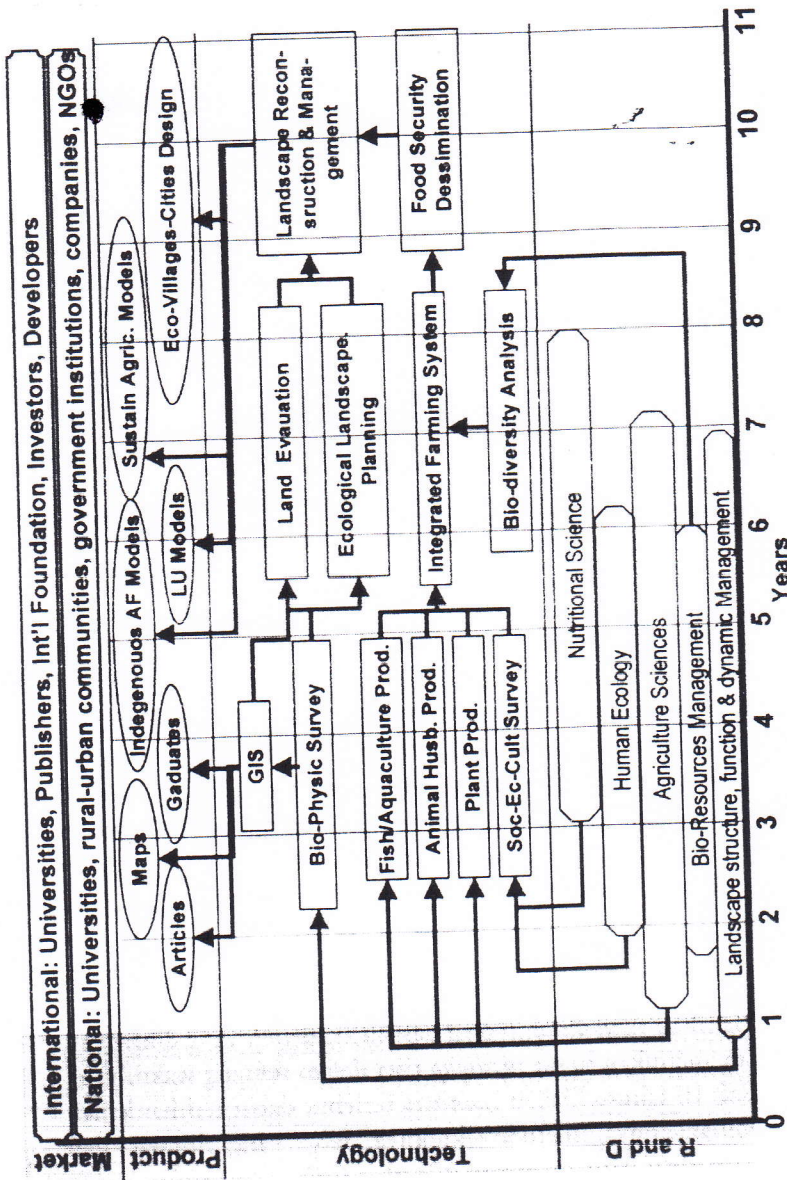 International: Universities, Publishers, Int'l Foundation, Investors, Developers
National: Universities, rural-urban communities, government institutions, companies, NGOs
Market
Product
Technology
R and D
Articles
Maps
Gaduates
Indegenouos AF Models
LU Models
Sustain Agric. Models
Eco-Villages-Cities Design
GIS
Bio-Physic Survey
Land Evauation
Ecological Landscape.
Planning
Landscape Recon-
sruction & Mana-
gement
Fish/Aquaculture Prod.
Animal Husb. Prod.
Plant Prod.
Soc-Ec-Cult Survey
Integrated Farming System
Food Security
Dessimination
Bio-diversity Analysis
Nutritional Science
Human Ecology
Agriculture Sciences
Bio-Resources Management
Landscape structure, function & dynamic Management
0 1 2 3 4 5 6 7 8 9 10 11
Years